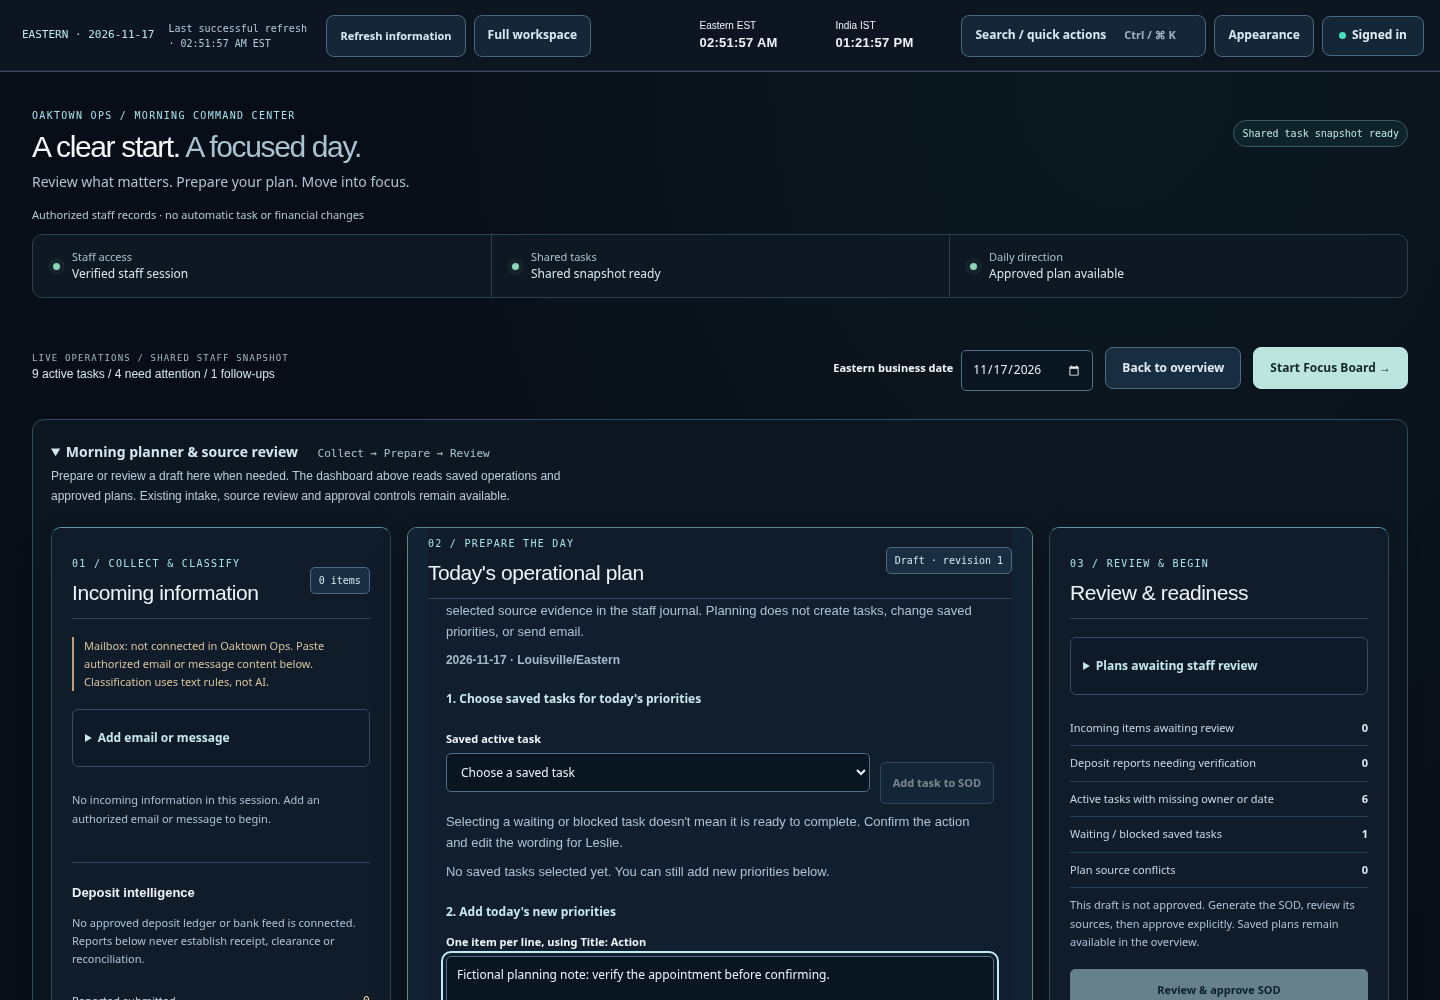 EASTERN · 2026-11-17
Last successful refresh
· 02:51:57 AM EST
Refresh information
Full workspace
Eastern EST
02:51:57 AM
India IST
01:21:57 PM
Search / quick actions Ctrl / ⌘ K
Appearance
Signed in
OAKTOWN OPS / MORNING COMMAND CENTER
A clear start. A focused day.
Shared task snapshot ready
Review what matters. Prepare your plan. Move into focus.
Authorized staff records · no automatic task or financial changes
Staff access
Verified staff session
Shared tasks
Shared snapshot ready
Daily direction
Approved plan available
LIVE OPERATIONS / SHARED STAFF SNAPSHOT
9 active tasks / 4 need attention / 1 follow-ups
Eastern business date
11/17/2026
Back to overview
Start Focus Board →
▼ Morning planner & source review Collect → Prepare → Review
Prepare or review a draft here when needed. The dashboard above reads saved operations and
approved plans. Existing intake, source review and approval controls remain available.
01 / COLLECT & CLASSIFY
Incoming information
0 items
Mailbox: not connected in Oaktown Ops. Paste
authorized email or message content below.
Classification uses text rules, not AI.
▶ Add email or message
No incoming information in this session. Add an
authorized email or message to begin.
Deposit intelligence
No approved deposit ledger or bank feed is connected.
Reports below never establish receipt, clearance or
reconciliation.
Reported submitted 0
02 / PREPARE THE DAY
Today's operational plan
Draft · revision 1
selected source evidence in the staff journal. Planning does not create tasks, change saved
priorities, or send email.
2026-11-17 · Louisville/Eastern
1. Choose saved tasks for today's priorities
Saved active task
Choose a saved task
Add task to SOD
Selecting a waiting or blocked task doesn't mean it is ready to complete. Confirm the action
and edit the wording for Leslie.
No saved tasks selected yet. You can still add new priorities below.
2. Add today's new priorities
One item per line, using Title: Action
Fictional planning note: verify the appointment before confirming.
03 / REVIEW & BEGIN
Review & readiness
▶ Plans awaiting staff review
Incoming items awaiting review 0
Deposit reports needing verification 0
Active tasks with missing owner or date 6
Waiting / blocked saved tasks 1
Plan source conflicts 0
This draft is not approved. Generate the SOD, review its
sources, then approve explicitly. Saved plans remain
available in the overview.
Review & approve SOD